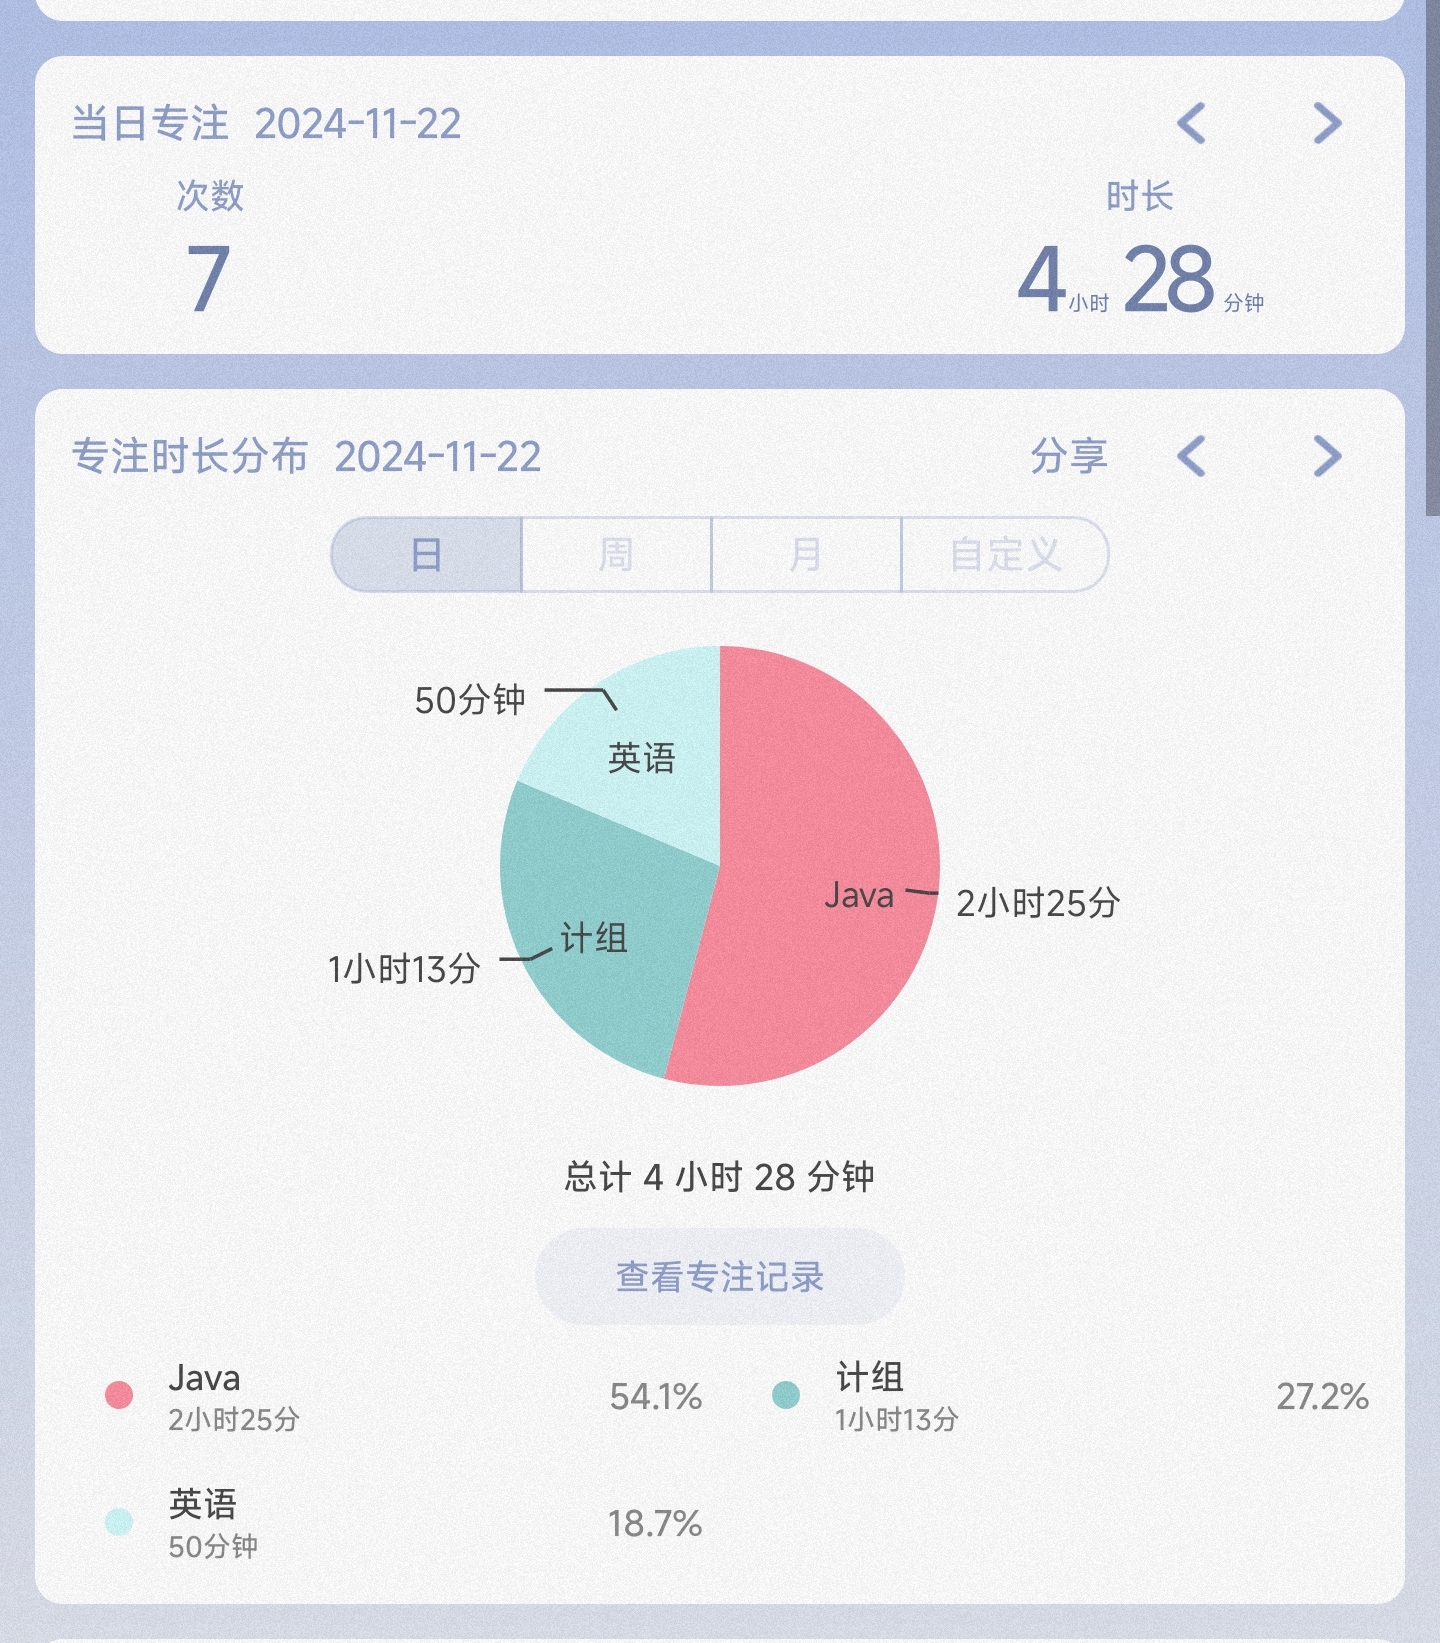 当日专注 2024-11-22
次数 时长
7 4小时 28分钟
专注时长分布 2024-11-22 分享
日 周 月 自定义
50分钟
英语
Java 2小时25分
计组
1小时13分
总计 4 小时 28 分钟
查看专注记录
Java 54.1%
2小时25分
计组 27.2%
1小时13分
英语 18.7%
50分钟